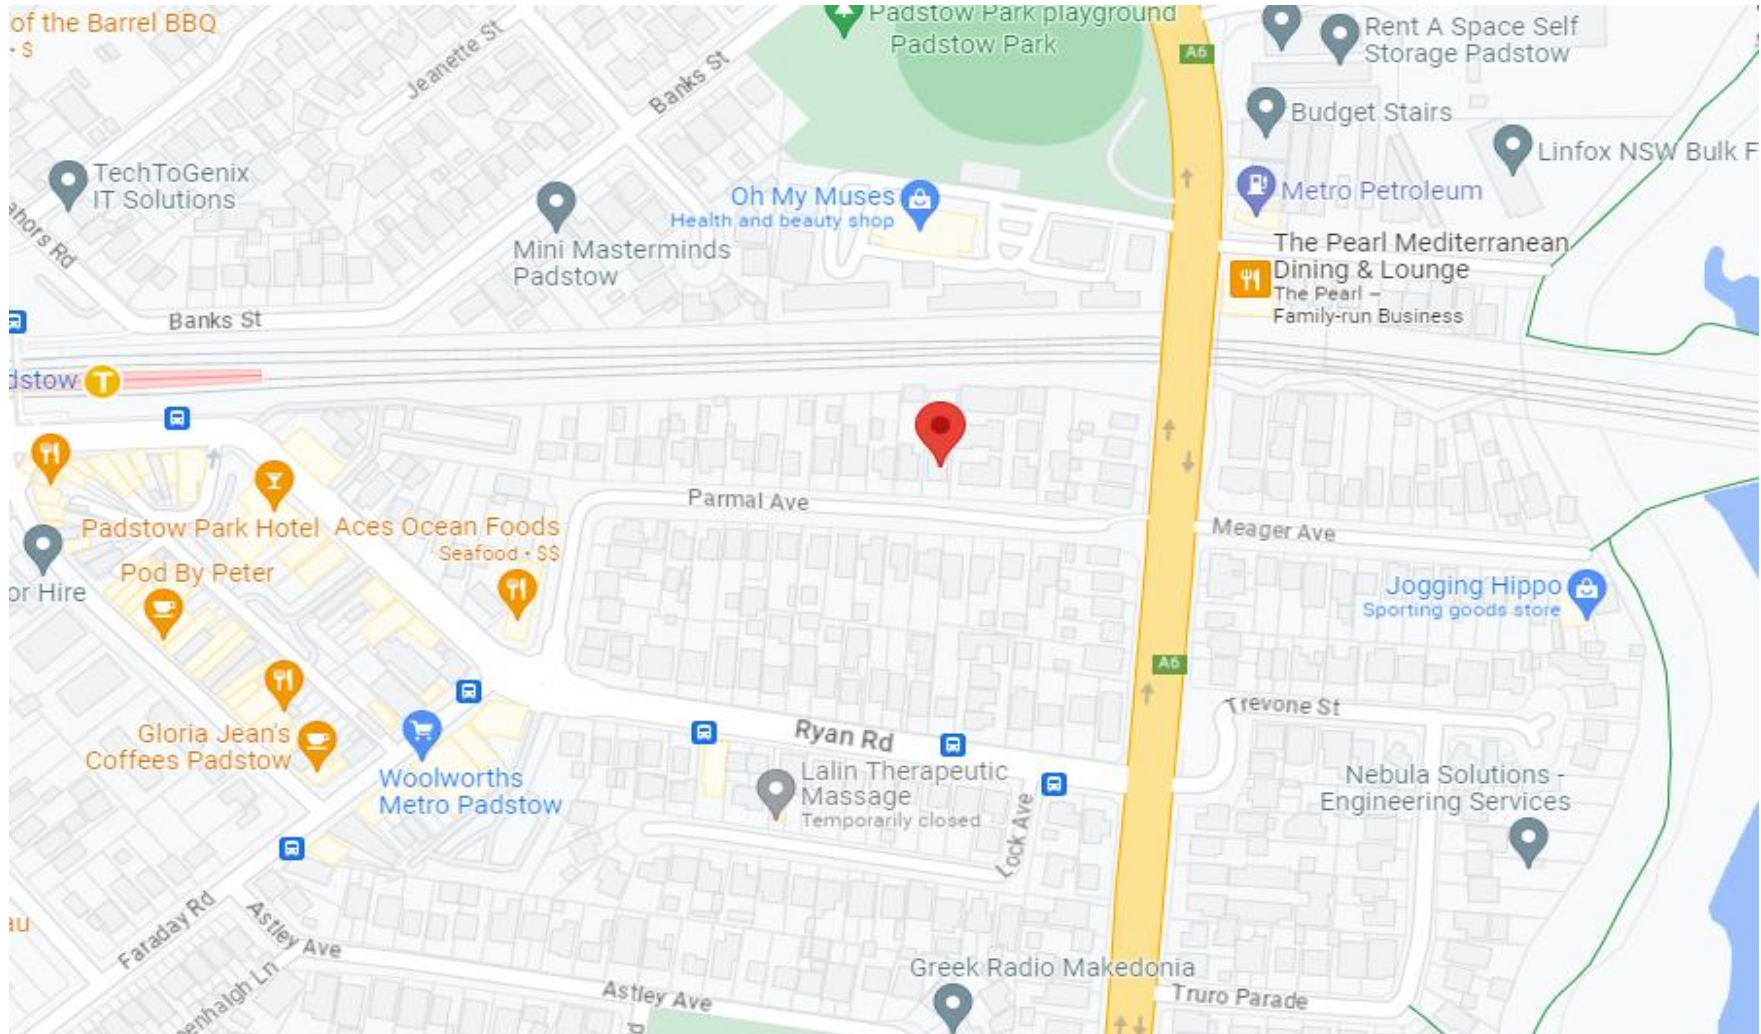 of the Barrel BBQ
· $
Jeanette St
Banks St
Padstow Park playground
Padstow Park
A6
Rent A Space Self
Storage Padstow
Budget Stairs
Linfox NSW Bulk F
TechToGenix
IT Solutions
ahors Rd
Mini Masterminds
Padstow
Oh My Muses
Health and beauty shop
Metro Petroleum
The Pearl Mediterranean
Dining & Lounge
The Pearl –
Family-run Business
Banks St
dstow
T
Parmal Ave
Meager Ave
Padstow Park Hotel
Aces Ocean Foods
Seafood · $$
Pod By Peter
or Hire
Jogging Hippo
Sporting goods store
A6
Trevone St
Ryan Rd
Gloria Jean's
Coffees Padstow
Woolworths
Metro Padstow
Lalin Therapeutic
Massage
Temporarily closed
Lock Ave
Nebula Solutions -
Engineering Services
au
Faraday Rd
Astley Ave
enhalgh Ln
Astley Ave
d
Greek Radio Makedonia
Truro Parade